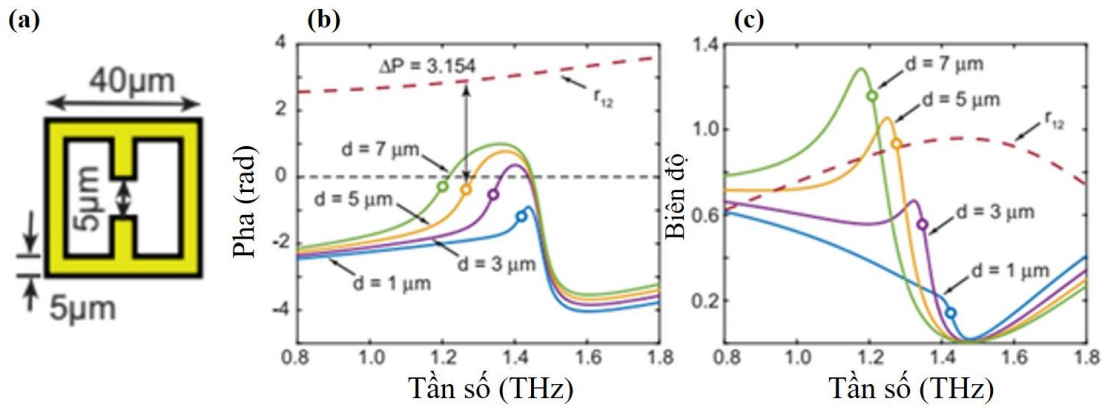 (a)
40μm
5μm
5μm
(b)
Pha (rad)
4
2
1
0
-2
-4
ΔP = 3.154
r12
d = 7 μm
d = 5 μm
d = 3 μm
d = 1 μm
0.8 1.0 1.2 1.4 1.6 1.8
Tần số (THz)
(c)
Biên độ
1.4
1.0
0.6
0.2
d = 7 μm
d = 5 μm
r12
d = 3 μm
d = 1 μm
0.8 1.0 1.2 1.4 1.6 1.8
Tần số (THz)